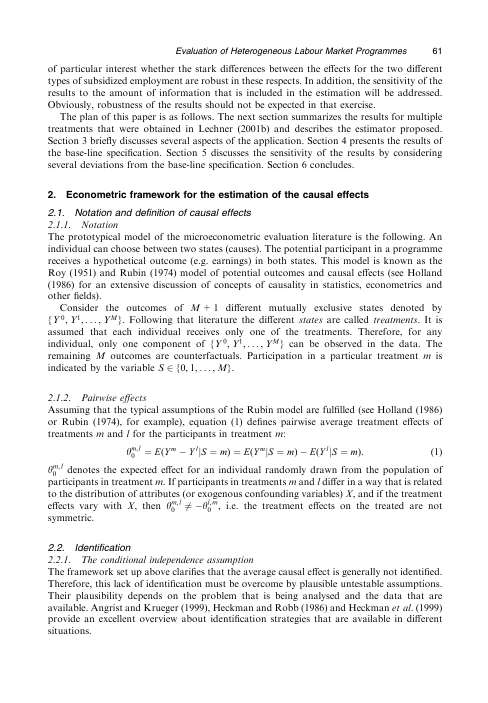 Evaluation of Heterogeneous Labour Market Programmes 61
of particular interest whether the stark differences between the effects for the two different
types of subsidized employment are robust in these respects. In addition, the sensitivity of the
results to the amount of information that is included in the estimation will be addressed.
Obviously, robustness of the results should not be expected in that exercise.
The plan of this paper is as follows. The next section summarizes the results for multiple
treatments that were obtained in Lechner (2001b) and describes the estimator proposed.
Section 3 briefly discusses several aspects of the application. Section 4 presents the results of
the base-line specification. Section 5 discusses the sensitivity of the results by considering
several deviations from the base-line specification. Section 6 concludes.
2. Econometric framework for the estimation of the causal effects
2.1. Notation and definition of causal effects
2.1.1. Notation
The prototypical model of the microeconometric evaluation literature is the following. An
individual can choose between two states (causes). The potential participant in a programme
receives a hypothetical outcome (e.g. earnings) in both states. This model is known as the
Roy (1951) and Rubin (1974) model of potential outcomes and causal effects (see Holland
(1986) for an extensive discussion of concepts of causality in statistics, econometrics and
other fields).
Consider the outcomes of M + 1 different mutually exclusive states denoted by
{Y⁰, Y¹, . . . , Yᴹ}. Following that literature the different states are called treatments. It is
assumed that each individual receives only one of the treatments. Therefore, for any
individual, only one component of {Y⁰, Y¹, . . . , Yᴹ} can be observed in the data. The
remaining M outcomes are counterfactuals. Participation in a particular treatment m is
indicated by the variable S ∈ {0, 1, . . . , M}.
2.1.2. Pairwise effects
Assuming that the typical assumptions of the Rubin model are fulfilled (see Holland (1986)
or Rubin (1974), for example), equation (1) defines pairwise average treatment effects of
treatments m and l for the participants in treatment m:
θ₀^{m,l} = E(Y^m − Y^l|S = m) = E(Y^m|S = m) − E(Y^l|S = m). (1)
θ₀^{m,l} denotes the expected effect for an individual randomly drawn from the population of
participants in treatment m. If participants in treatments m and l differ in a way that is related
to the distribution of attributes (or exogenous confounding variables) X, and if the treatment
effects vary with X, then θ₀^{m,l} ≠ −θ₀^{l,m}, i.e. the treatment effects on the treated are not
symmetric.
2.2. Identification
2.2.1. The conditional independence assumption
The framework set up above clarifies that the average causal effect is generally not identified.
Therefore, this lack of identification must be overcome by plausible untestable assumptions.
Their plausibility depends on the problem that is being analysed and the data that are
available. Angrist and Krueger (1999), Heckman and Robb (1986) and Heckman et al. (1999)
provide an excellent overview about identification strategies that are available in different
situations.